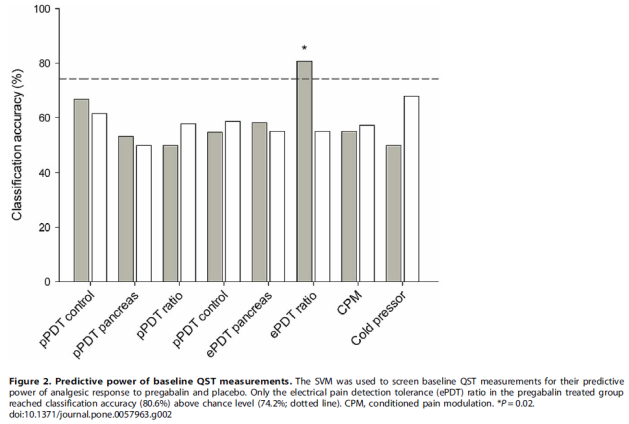 100
80
60
40
20
0
Classification accuracy (%)
*
pPDT control
pPDT pancreas
pPDT ratio
pPDT control
ePDT pancreas
ePDT ratio
CPM
Cold pressor
Figure 2. Predictive power of baseline QST measurements. The SVM was used to screen baseline QST measurements for their predictive
power of analgesic response to pregabalin and placebo. Only the electrical pain detection tolerance (ePDT) ratio in the pregabalin treated group
reached classification accuracy (80.6%) above chance level (74.2%; dotted line). CPM, conditioned pain modulation. *P = 0.02.
doi:10.1371/journal.pone.0057963.g002